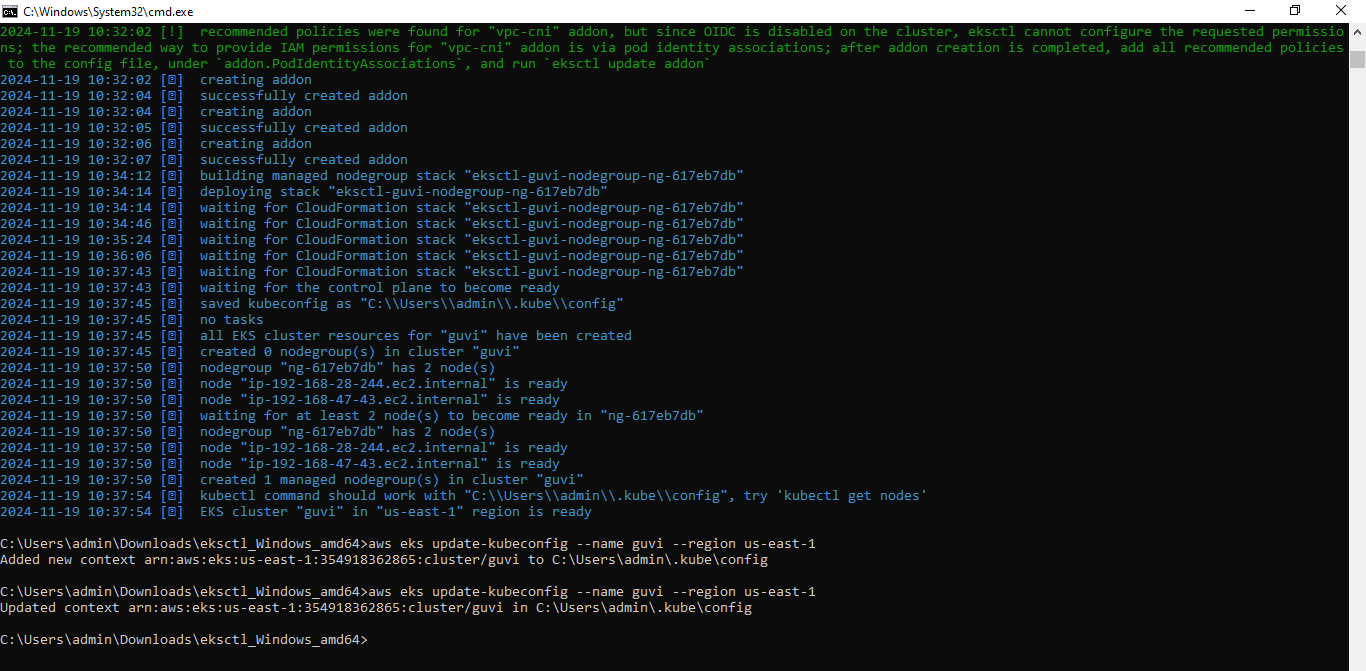 C:\Windows\System32\cmd.exe
2024-11-19 10:32:02 [!]  recommended policies were found for "vpc-cni" addon, but since OIDC is disabled on the cluster, eksctl cannot configure the requested permissio
ns; the recommended way to provide IAM permissions for "vpc-cni" addon is via pod identity associations; after addon creation is completed, add all recommended policies
 to the config file, under `addon.PodIdentityAssociations`, and run `eksctl update addon`
2024-11-19 10:32:02 [⍰]  creating addon
2024-11-19 10:32:04 [⍰]  successfully created addon
2024-11-19 10:32:04 [⍰]  creating addon
2024-11-19 10:32:05 [⍰]  successfully created addon
2024-11-19 10:32:06 [⍰]  creating addon
2024-11-19 10:32:07 [⍰]  successfully created addon
2024-11-19 10:34:12 [⍰]  building managed nodegroup stack "eksctl-guvi-nodegroup-ng-617eb7db"
2024-11-19 10:34:14 [⍰]  deploying stack "eksctl-guvi-nodegroup-ng-617eb7db"
2024-11-19 10:34:14 [⍰]  waiting for CloudFormation stack "eksctl-guvi-nodegroup-ng-617eb7db"
2024-11-19 10:34:46 [⍰]  waiting for CloudFormation stack "eksctl-guvi-nodegroup-ng-617eb7db"
2024-11-19 10:35:24 [⍰]  waiting for CloudFormation stack "eksctl-guvi-nodegroup-ng-617eb7db"
2024-11-19 10:36:06 [⍰]  waiting for CloudFormation stack "eksctl-guvi-nodegroup-ng-617eb7db"
2024-11-19 10:37:43 [⍰]  waiting for CloudFormation stack "eksctl-guvi-nodegroup-ng-617eb7db"
2024-11-19 10:37:43 [⍰]  waiting for the control plane to become ready
2024-11-19 10:37:45 [⍰]  saved kubeconfig as "C:\\Users\\admin\\.kube\\config"
2024-11-19 10:37:45 [⍰]  no tasks
2024-11-19 10:37:45 [⍰]  all EKS cluster resources for "guvi" have been created
2024-11-19 10:37:45 [⍰]  created 0 nodegroup(s) in cluster "guvi"
2024-11-19 10:37:50 [⍰]  nodegroup "ng-617eb7db" has 2 node(s)
2024-11-19 10:37:50 [⍰]  node "ip-192-168-28-244.ec2.internal" is ready
2024-11-19 10:37:50 [⍰]  node "ip-192-168-47-43.ec2.internal" is ready
2024-11-19 10:37:50 [⍰]  waiting for at least 2 node(s) to become ready in "ng-617eb7db"
2024-11-19 10:37:50 [⍰]  nodegroup "ng-617eb7db" has 2 node(s)
2024-11-19 10:37:50 [⍰]  node "ip-192-168-28-244.ec2.internal" is ready
2024-11-19 10:37:50 [⍰]  node "ip-192-168-47-43.ec2.internal" is ready
2024-11-19 10:37:50 [⍰]  created 1 managed nodegroup(s) in cluster "guvi"
2024-11-19 10:37:54 [⍰]  kubectl command should work with "C:\\Users\\admin\\.kube\\config", try 'kubectl get nodes'
2024-11-19 10:37:54 [⍰]  EKS cluster "guvi" in "us-east-1" region is ready
C:\Users\admin\Downloads\eksctl_Windows_amd64>aws eks update-kubeconfig --name guvi --region us-east-1
Added new context arn:aws:eks:us-east-1:354918362865:cluster/guvi to C:\Users\admin\.kube\config
C:\Users\admin\Downloads\eksctl_Windows_amd64>aws eks update-kubeconfig --name guvi --region us-east-1
Updated context arn:aws:eks:us-east-1:354918362865:cluster/guvi in C:\Users\admin\.kube\config
C:\Users\admin\Downloads\eksctl_Windows_amd64>